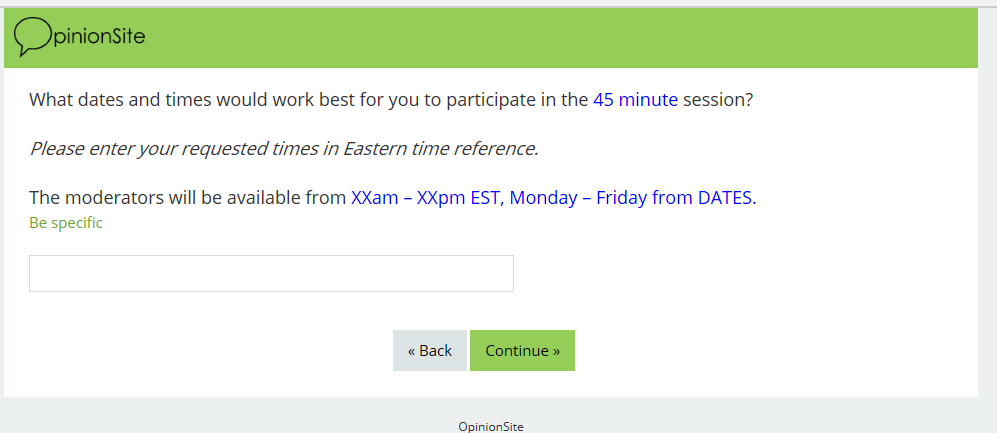 OpinionSite
What dates and times would work best for you to participate in the 45 minute session?
Please enter your requested times in Eastern time reference.
The moderators will be available from XXam – XXpm EST, Monday – Friday from DATES.
Be specific
« Back Continue »
OpinionSite